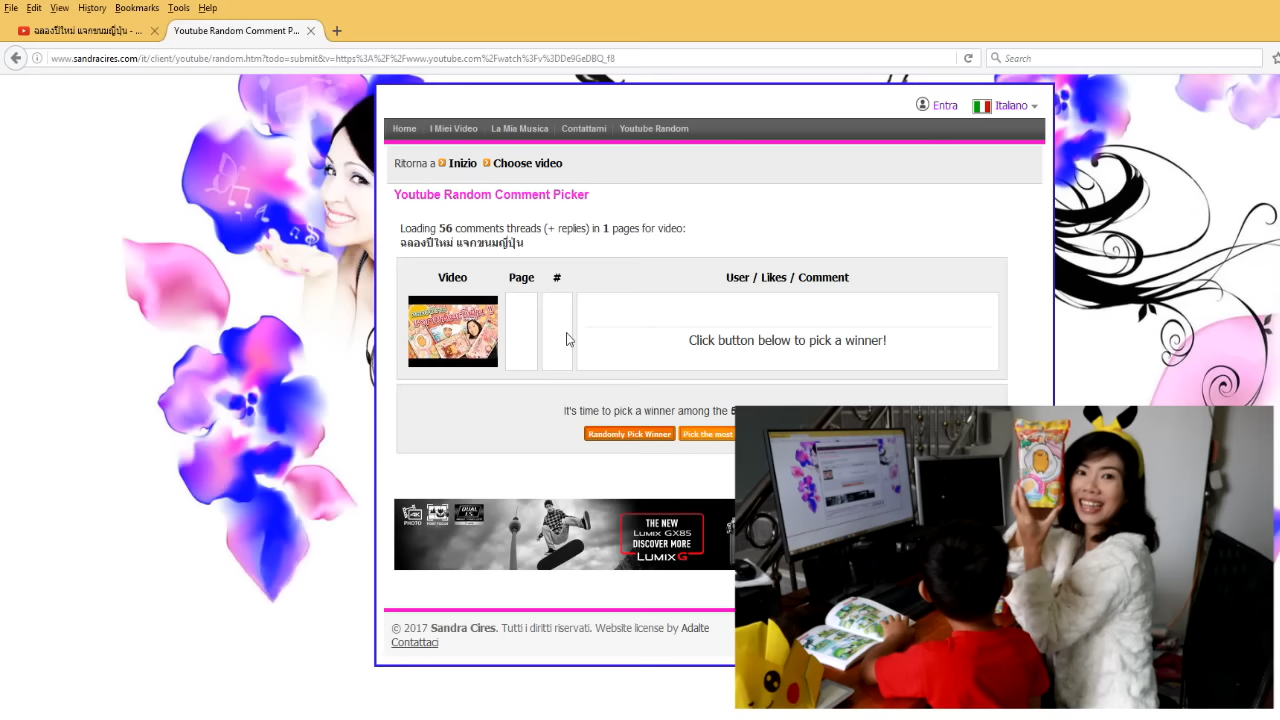 File Edit View History Bookmarks Tools Help
ฉลองปีใหม่ แจกขนมญี่ปุ่น - ...
Youtube Random Comment P...
www.sandracires.com/it/client/youtube/random.htm?todo=submit&v=https%3A%2F%2Fwww.youtube.com%2Fwatch%3Fv%3DDe9GeDBQ_f8
Search
Entra Italiano
Home I Miei Video La Mia Musica Contattami Youtube Random
Ritorna a Inizio Choose video
Youtube Random Comment Picker
Loading 56 comments threads (+ replies) in 1 pages for video:
ฉลองปีใหม่ แจกขนมญี่ปุ่น
Video Page # User / Likes / Comment
Click button below to pick a winner!
It's time to pick a winner among the
Randomly Pick Winner Pick the most
4K PHOTO POST FOCUS DUAL I.S.
THE NEW
LUMIX GX85
DISCOVER MORE
LUMIX G
© 2017 Sandra Cires. Tutti i diritti riservati. Website license by Adalte
Contattaci